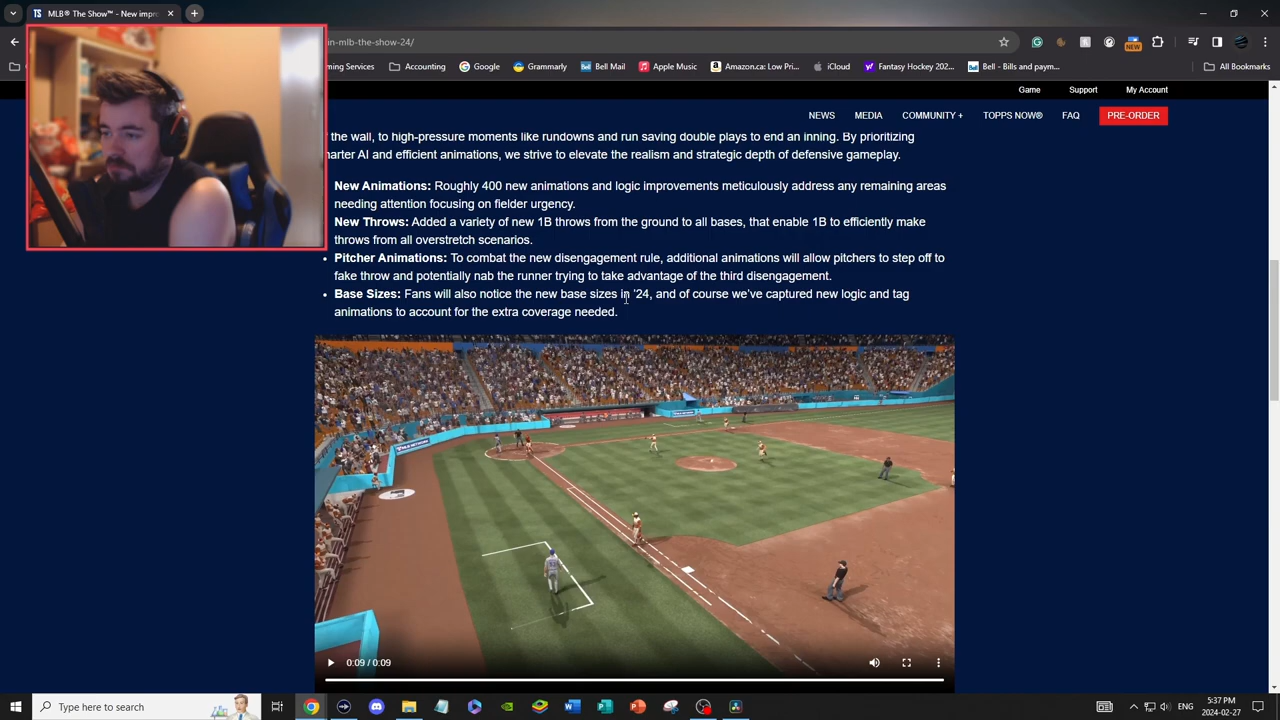 MLB® The Show™ - New impr
in-mlb-the-show-24/
NEW
ming Services
Accounting
Google
Grammarly
Bell Mail
Apple Music
Amazon.ca: Low Pri...
iCloud
Fantasy Hockey 202...
Bell - Bills and paym...
All Bookmarks
Game
Support
My Account
NEWS
MEDIA
COMMUNITY +
TOPPS NOW®
FAQ
PRE-ORDER
the wall, to high-pressure moments like rundowns and run saving double plays to end an inning. By prioritizing
arter AI and efficient animations, we strive to elevate the realism and strategic depth of defensive gameplay.
New Animations: Roughly 400 new animations and logic improvements meticulously address any remaining areas
needing attention focusing on fielder urgency.
New Throws: Added a variety of new 1B throws from the ground to all bases, that enable 1B to efficiently make
throws from all overstretch scenarios.
• Pitcher Animations: To combat the new disengagement rule, additional animations will allow pitchers to step off to
fake throw and potentially nab the runner trying to take advantage of the third disengagement.
• Base Sizes: Fans will also notice the new base sizes in '24, and of course we've captured new logic and tag
animations to account for the extra coverage needed.
MLB NETWORK
0:09 / 0:09
Type here to search
ENG
5:37 PM
2024-02-27